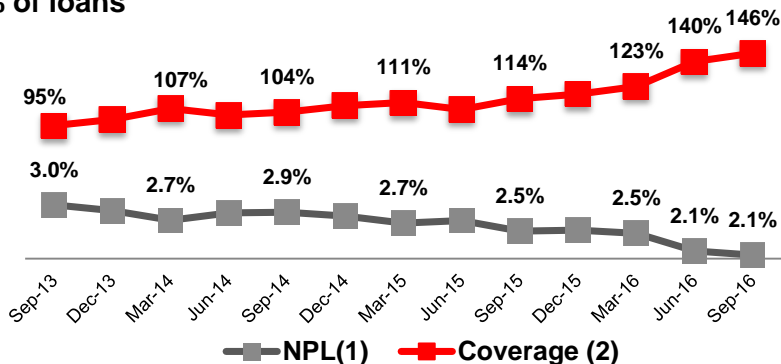 % of loans
95% 107% 104% 111% 114% 123% 140% 146%
3.0% 2.7% 2.9% 2.7% 2.5% 2.5% 2.1% 2.1%
Sep-13 Dec-13 Mar-14 Jun-14 Sep-14 Dec-14 Mar-15 Jun-15 Sep-15 Dec-15 Mar-16 Jun-16 Sep-16
NPL(1) Coverage (2)